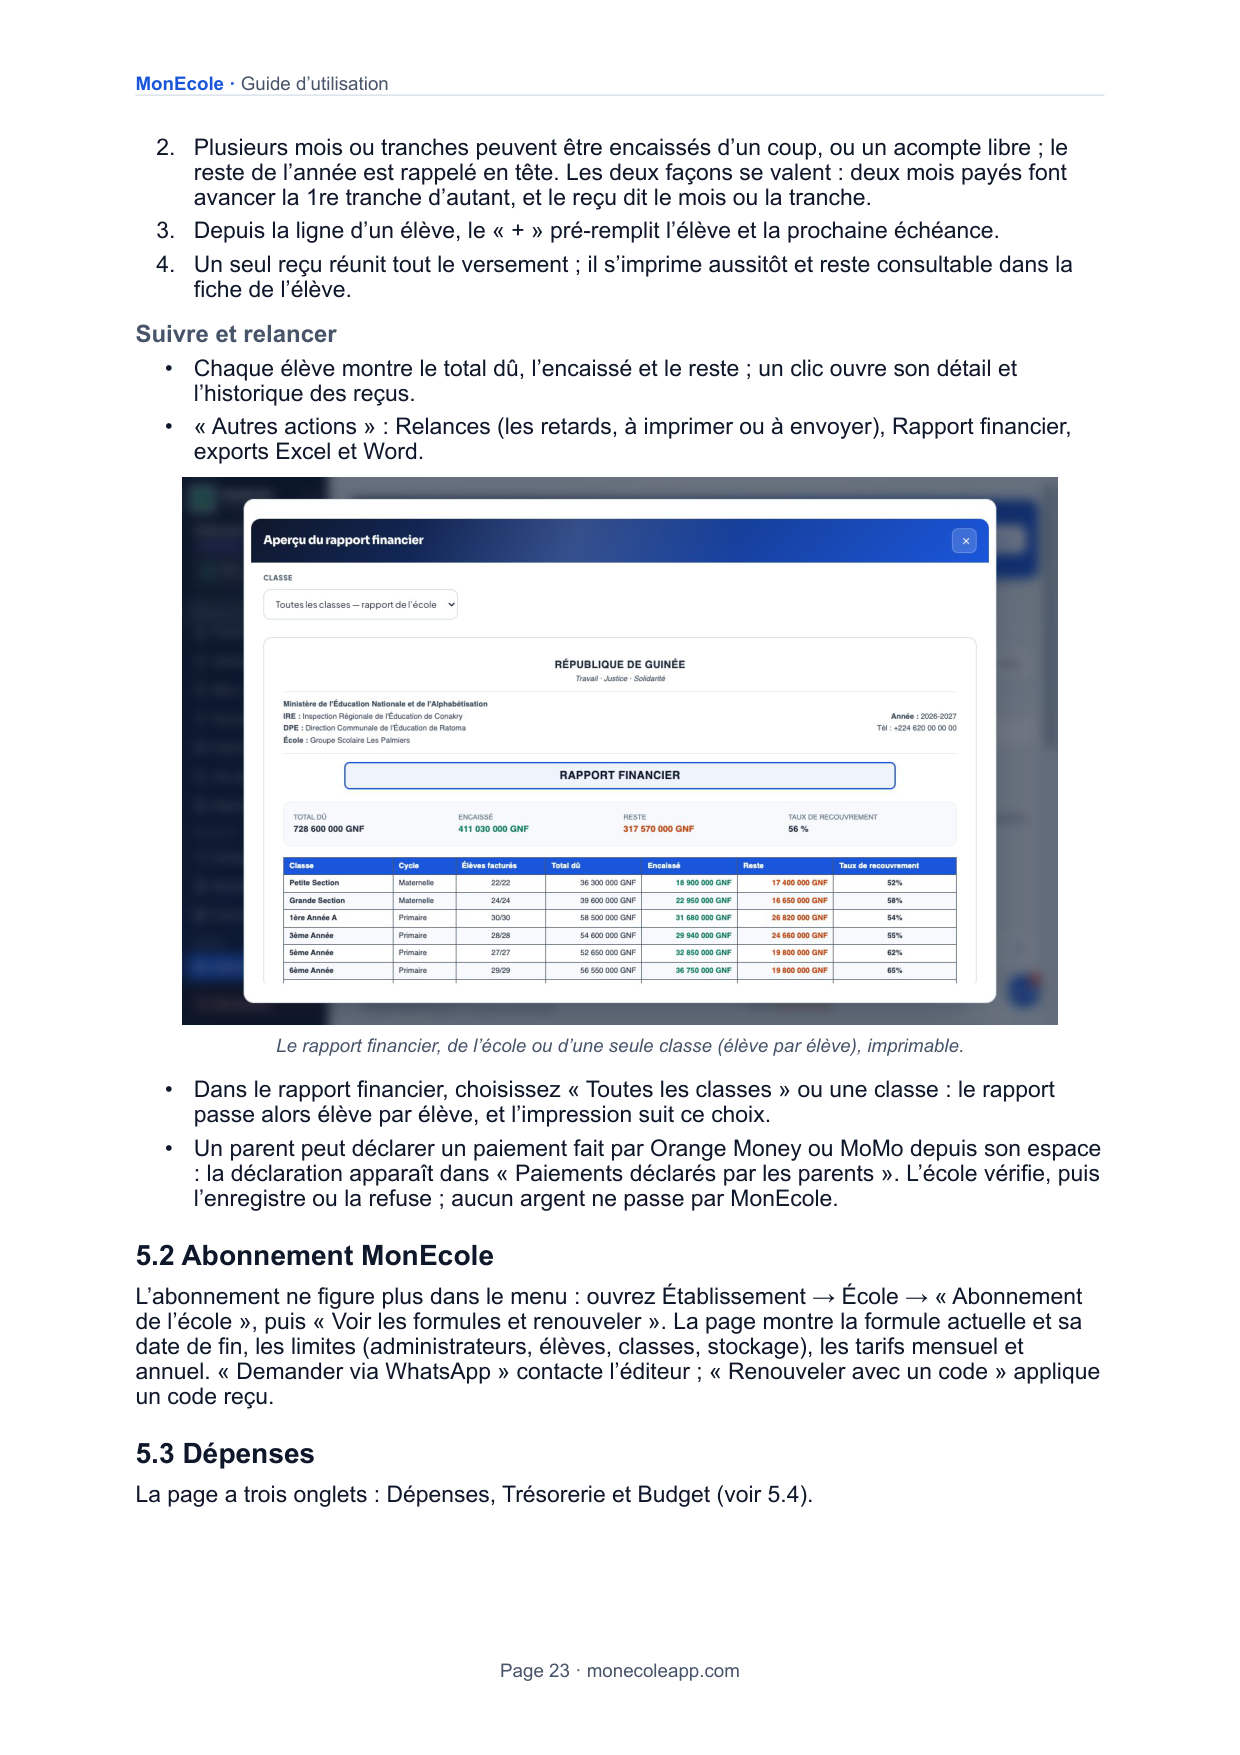 MonEcole · Guide d’utilisation
2. Plusieurs mois ou tranches peuvent être encaissés d’un coup, ou un acompte libre ; le
reste de l’année est rappelé en tête. Les deux façons se valent : deux mois payés font
avancer la 1re tranche d’autant, et le reçu dit le mois ou la tranche.
3. Depuis la ligne d’un élève, le « + » pré-remplit l’élève et la prochaine échéance.
4. Un seul reçu réunit tout le versement ; il s’imprime aussitôt et reste consultable dans la
fiche de l’élève.
Suivre et relancer
• Chaque élève montre le total dû, l’encaissé et le reste ; un clic ouvre son détail et
l’historique des reçus.
• « Autres actions » : Relances (les retards, à imprimer ou à envoyer), Rapport financier,
exports Excel et Word.
Aperçu du rapport financier ×
CLASSE
Toutes les classes — rapport de l’école
RÉPUBLIQUE DE GUINÉE
Travail · Justice · Solidarité
Ministère de l'Éducation Nationale et de l'Alphabétisation
IRE : Inspection Régionale de l'Éducation de Conakry Année : 2026-2027
DPE : Direction Communale de l'Éducation de Ratoma Tél : +224 620 00 00 00
École : Groupe Scolaire Les Palmiers
RAPPORT FINANCIER
TOTAL DÛ ENCAISSÉ RESTE TAUX DE RECOUVREMENT
728 600 000 GNF 411 030 000 GNF 317 570 000 GNF 56 %
Classe Cycle Élèves facturés Total dû Encaissé Reste Taux de recouvrement
Petite Section Maternelle 22/22 36 300 000 GNF 18 900 000 GNF 17 400 000 GNF 52%
Grande Section Maternelle 24/24 39 600 000 GNF 22 950 000 GNF 16 650 000 GNF 58%
1ère Année A Primaire 30/30 58 500 000 GNF 31 680 000 GNF 26 820 000 GNF 54%
3ème Année Primaire 28/28 54 600 000 GNF 29 940 000 GNF 24 660 000 GNF 55%
5ème Année Primaire 27/27 52 650 000 GNF 32 850 000 GNF 19 800 000 GNF 62%
6ème Année Primaire 29/29 56 550 000 GNF 36 750 000 GNF 19 800 000 GNF 65%
Le rapport financier, de l’école ou d’une seule classe (élève par élève), imprimable.
• Dans le rapport financier, choisissez « Toutes les classes » ou une classe : le rapport
passe alors élève par élève, et l’impression suit ce choix.
• Un parent peut déclarer un paiement fait par Orange Money ou MoMo depuis son espace
: la déclaration apparaît dans « Paiements déclarés par les parents ». L’école vérifie, puis
l’enregistre ou la refuse ; aucun argent ne passe par MonEcole.
5.2 Abonnement MonEcole
L’abonnement ne figure plus dans le menu : ouvrez Établissement → École → « Abonnement
de l’école », puis « Voir les formules et renouveler ». La page montre la formule actuelle et sa
date de fin, les limites (administrateurs, élèves, classes, stockage), les tarifs mensuel et
annuel. « Demander via WhatsApp » contacte l’éditeur ; « Renouveler avec un code » applique
un code reçu.
5.3 Dépenses
La page a trois onglets : Dépenses, Trésorerie et Budget (voir 5.4).
Page 23 · monecoleapp.com